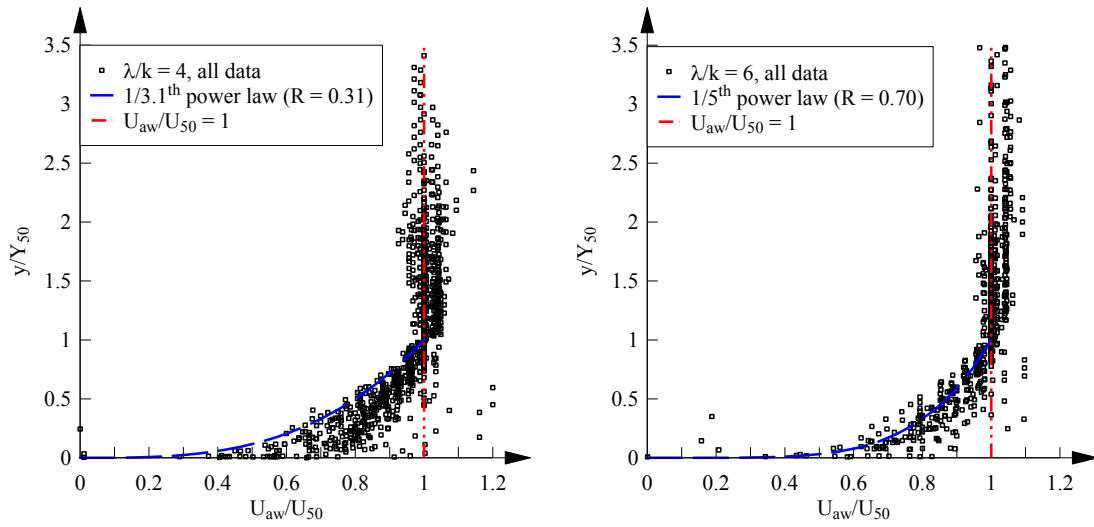 3.5
λ/k = 4, all data
3
1/3.1th power law (R = 0.31)
Uaw/U50 = 1
2.5
2
y/Y50
1.5
1
0.5
0
0 0.2 0.4 0.6 0.8 1 1.2
Uaw/U50
3.5
λ/k = 6, all data
3
1/5th power law (R = 0.70)
Uaw/U50 = 1
2.5
2
y/Y50
1.5
1
0.5
0
0 0.2 0.4 0.6 0.8 1 1.2
Uaw/U50